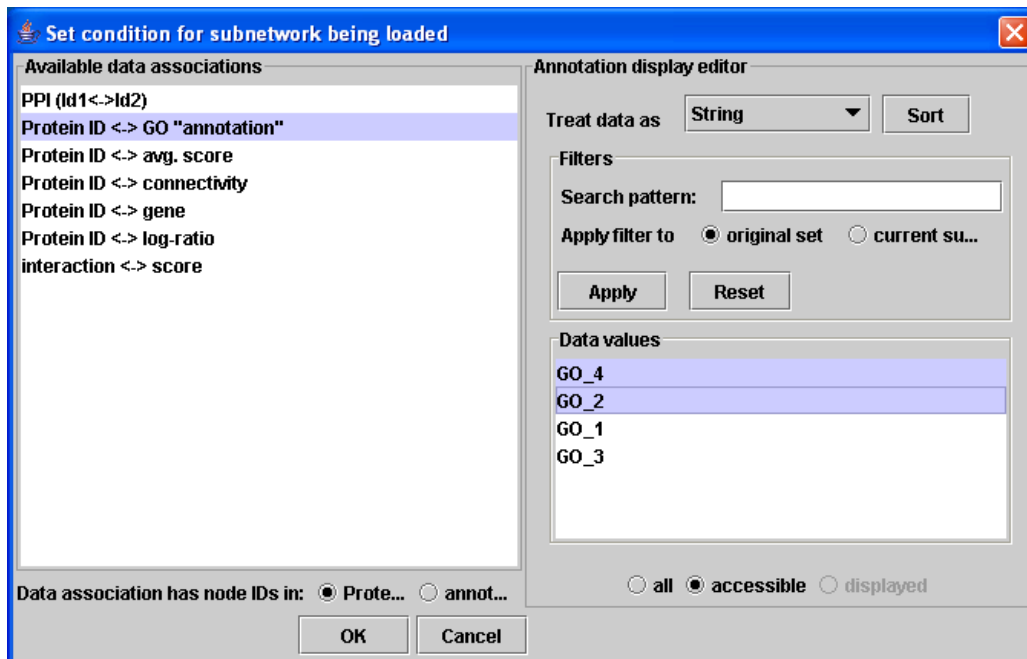 Set condition for subnetwork being loaded
Available data associations
PPI (Id1<->Id2)
Protein ID <-> GO "annotation"
Protein ID <-> avg. score
Protein ID <-> connectivity
Protein ID <-> gene
Protein ID <-> log-ratio
interaction <-> score
Data association has node IDs in: Prote... annot...
OK Cancel
Annotation display editor
Treat data as String Sort
Filters
Search pattern:
Apply filter to original set current su...
Apply Reset
Data values
GO_4
GO_2
GO_1
GO_3
all accessible displayed